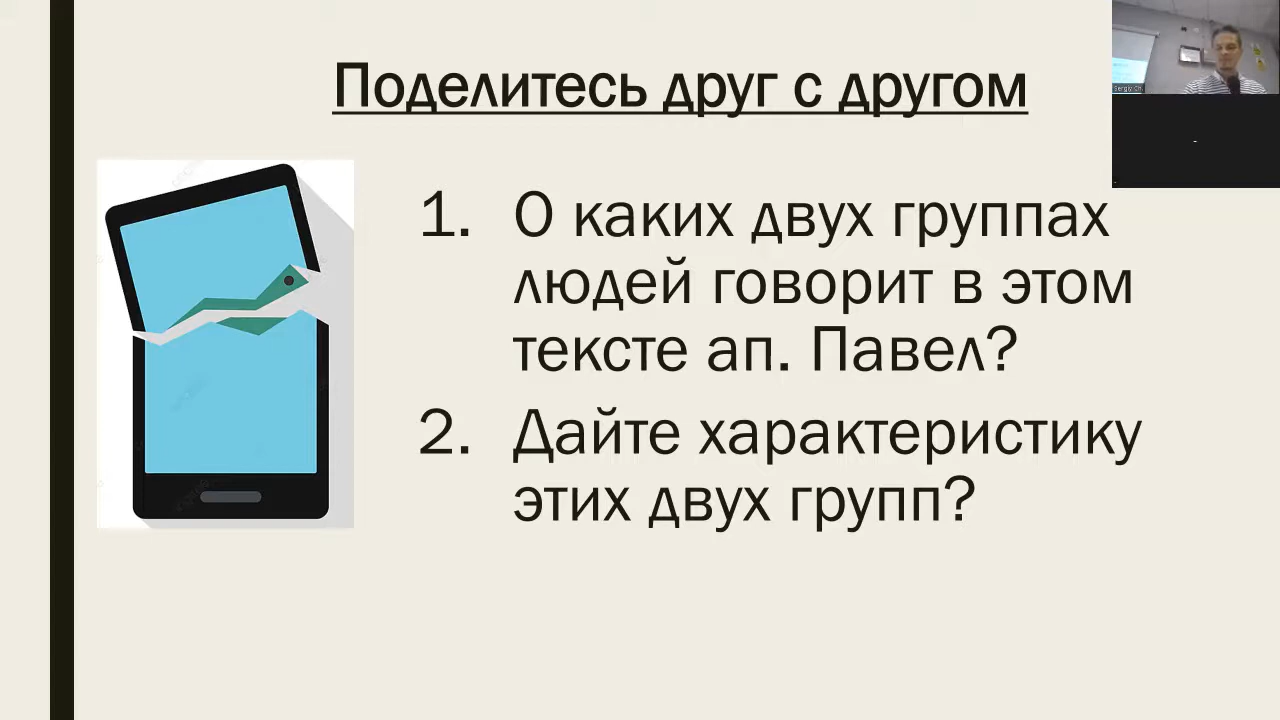 Поделитесь друг с другом
1. О каких двух группах
людей говорит в этом
тексте ап. Павел?
2. Дайте характеристику
этих двух групп?